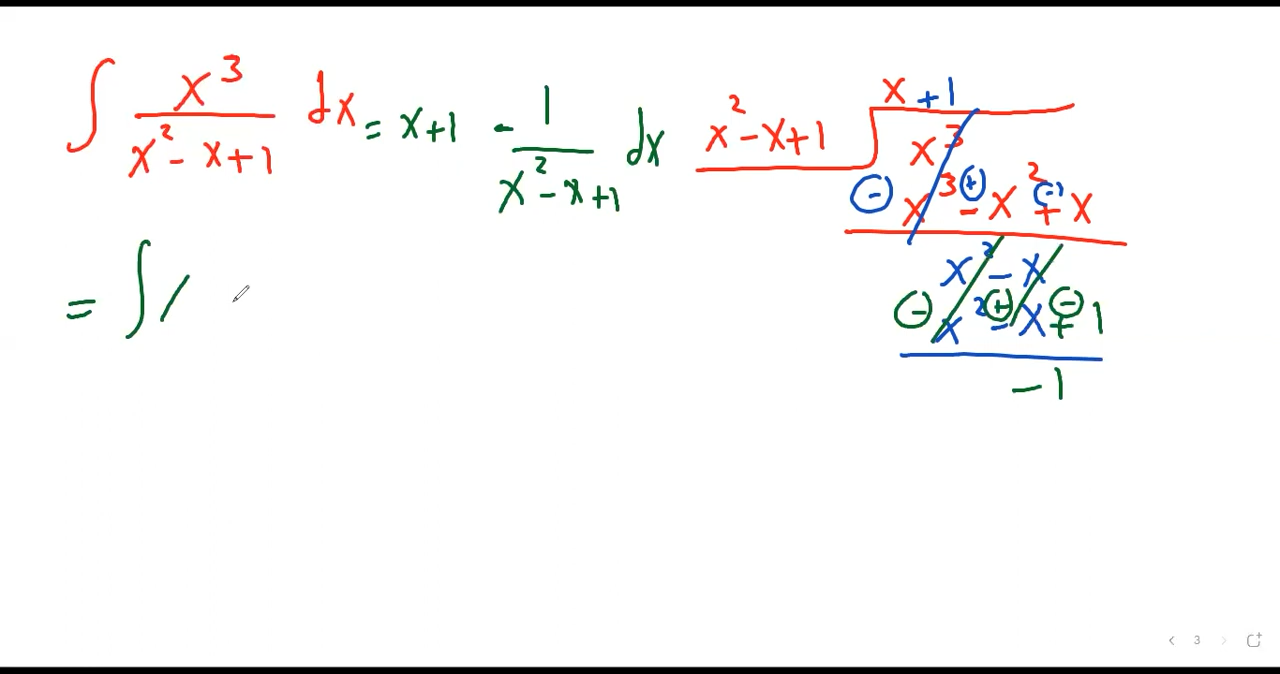 ∫ x³ / (x² - x + 1) dx = x+1 - 1 / (x² - x + 1) dx
= ∫
x + 1
x² - x + 1 ⟌ x³
⊖ x³ ⊕ - x² ⊖ + x
x² - x
⊖ x² ⊕ - x ⊖ + 1
- 1
< 3 >